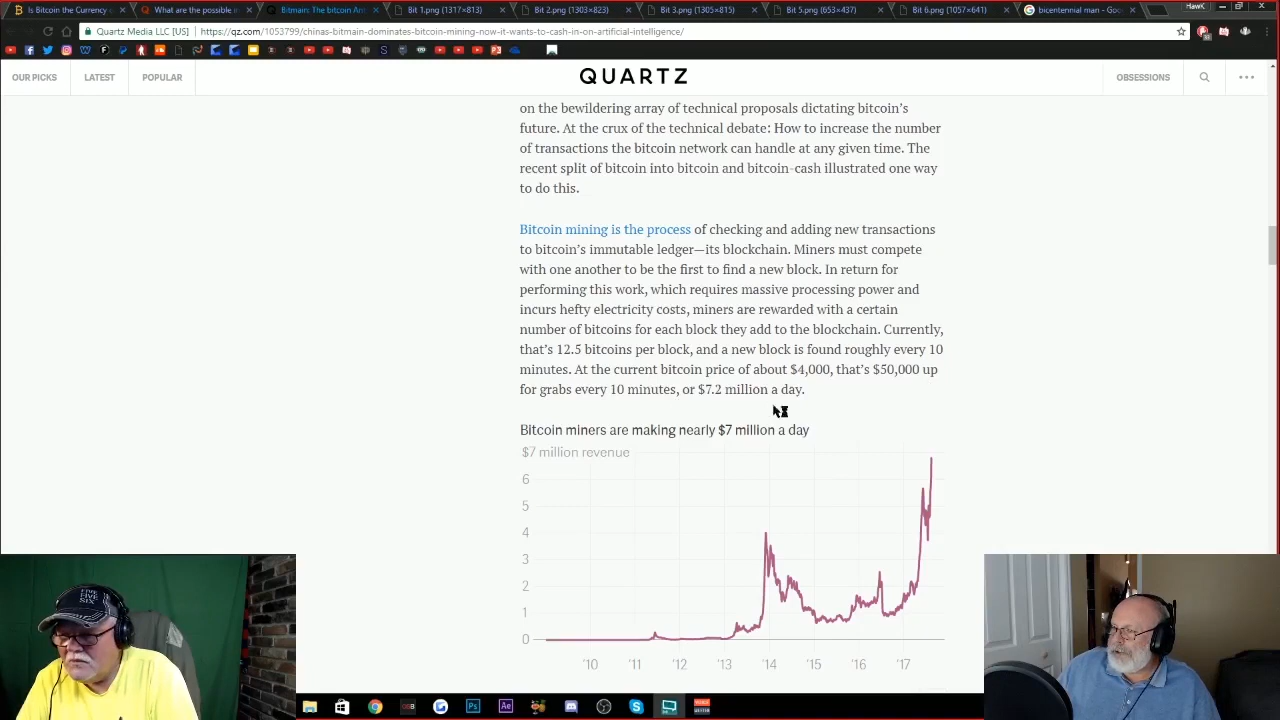 Is Bitcoin the Currency o
What are the possible in
Bitmain: The bitcoin An
Bit 1.png (1317×813)
Bit 2.png (1303×823)
Bit 3.png (1305×815)
Bit 5.png (653×437)
Bit 6.png (1057×641)
bicentennial man - Goo
HawK
Quartz Media LLC [US] | https://qz.com/1053799/chinas-bitmain-dominates-bitcoin-mining-now-it-wants-to-cash-in-on-artificial-intelligence/
OUR PICKS LATEST POPULAR QUARTZ OBSESSIONS
on the bewildering array of technical proposals dictating bitcoin’s
future. At the crux of the technical debate: How to increase the number
of transactions the bitcoin network can handle at any given time. The
recent split of bitcoin into bitcoin and bitcoin-cash illustrated one way
to do this.
Bitcoin mining is the process of checking and adding new transactions
to bitcoin’s immutable ledger—its blockchain. Miners must compete
with one another to be the first to find a new block. In return for
performing this work, which requires massive processing power and
incurs hefty electricity costs, miners are rewarded with a certain
number of bitcoins for each block they add to the blockchain. Currently,
that’s 12.5 bitcoins per block, and a new block is found roughly every 10
minutes. At the current bitcoin price of about $4,000, that’s $50,000 up
for grabs every 10 minutes, or $7.2 million a day.
Bitcoin miners are making nearly $7 million a day
$7 million revenue
6
5
4
3
2
1
0
'10 '11 '12 '13 '14 '15 '16 '17
FIVE
FIVE
SIX